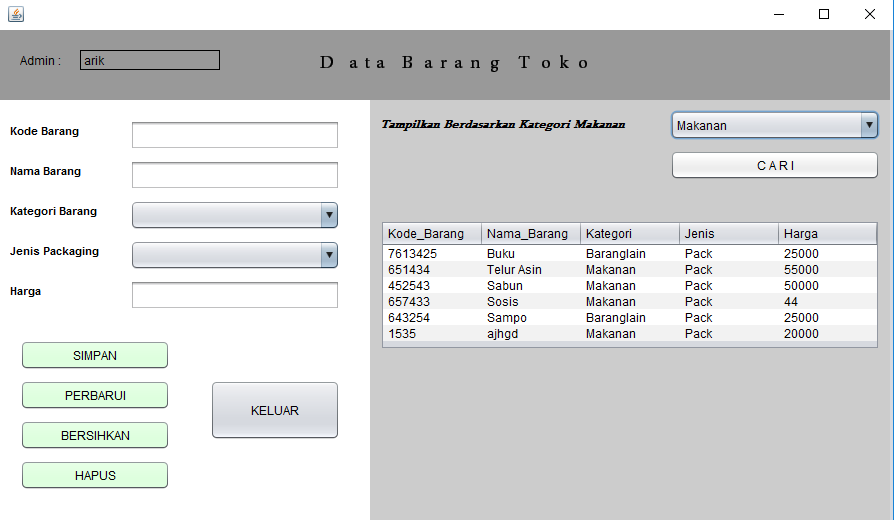 Admin : arik
D ata Barang Toko
Kode Barang
Nama Barang
Kategori Barang
Jenis Packaging
Harga
SIMPAN
PERBARUI
BERSIHKAN
HAPUS
KELUAR
Tampilkan Berdasarkan Kategori Makanan
Makanan
C A R I
Kode_Barang Nama_Barang Kategori Jenis Harga
7613425 Buku Baranglain Pack 25000
651434 Telur Asin Makanan Pack 55000
452543 Sabun Makanan Pack 50000
657433 Sosis Makanan Pack 44
643254 Sampo Baranglain Pack 25000
1535 ajhgd Makanan Pack 20000